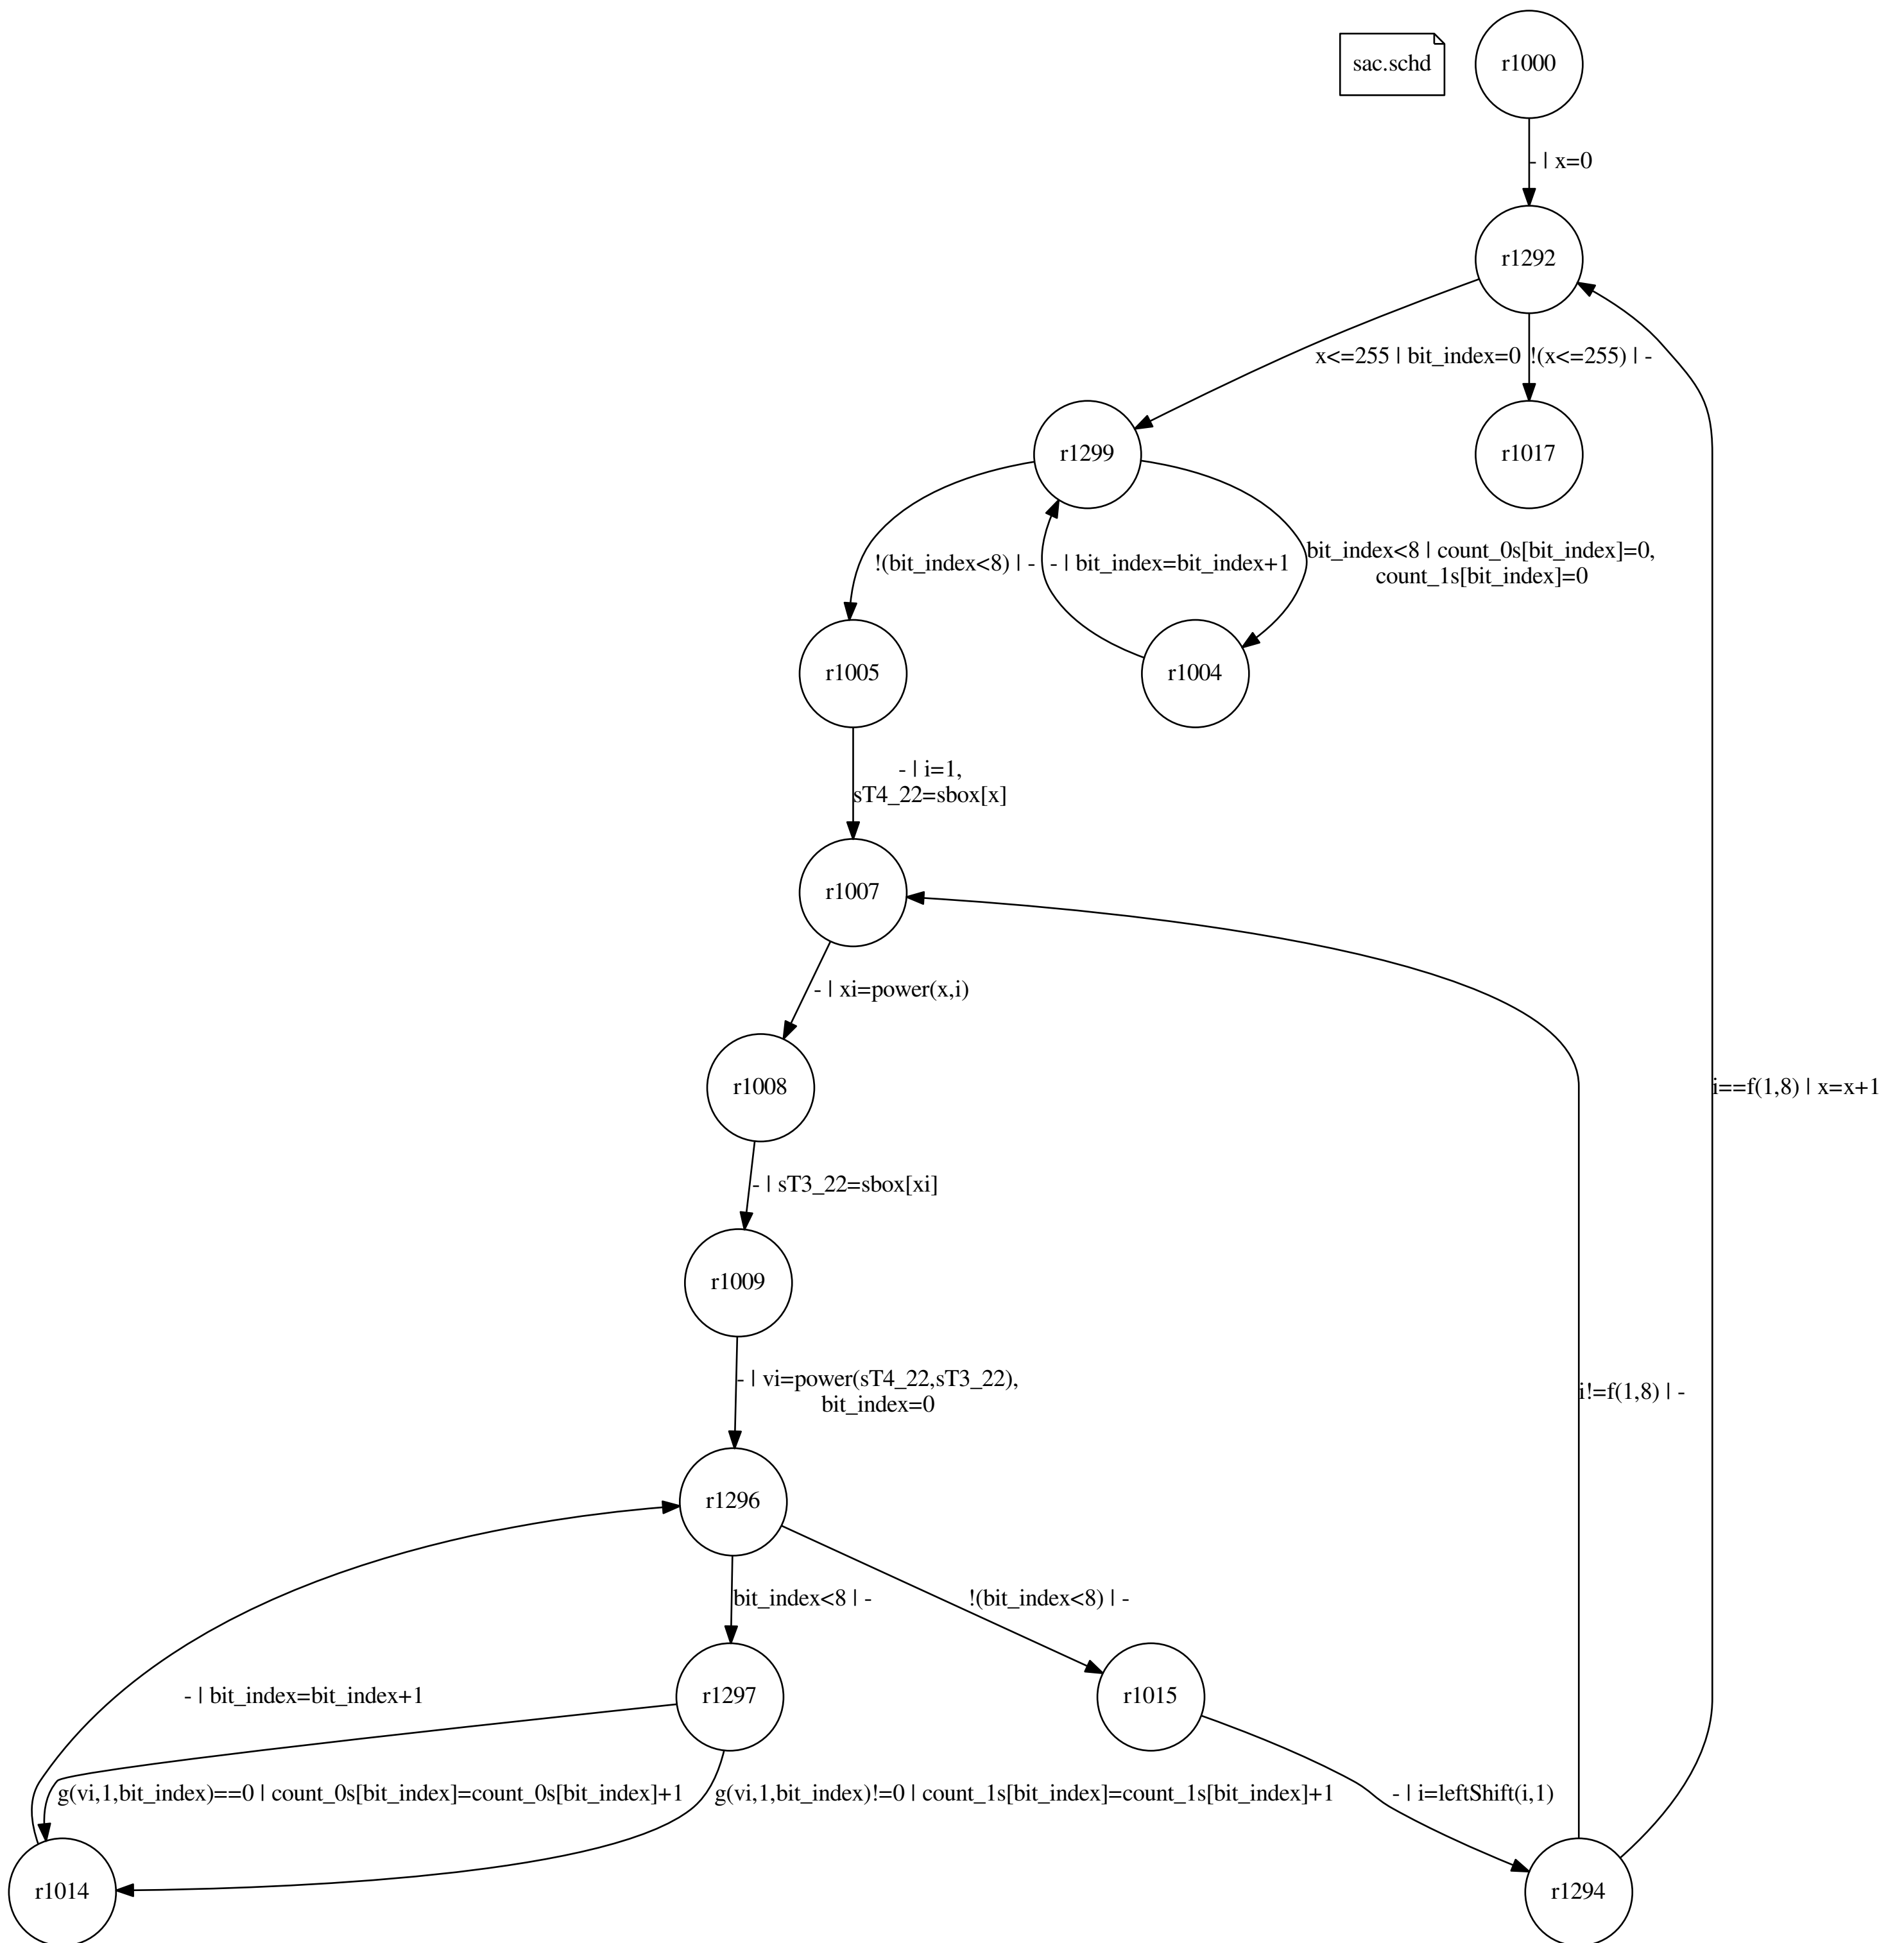 sac.schd
r1000
- | x=0
r1292
x<=255 | bit_index=0
!(x<=255) | -
r1299
r1017
!(bit_index<8) | -
- | bit_index=bit_index+1
bit_index<8 | count_0s[bit_index]=0,
count_1s[bit_index]=0
r1005
r1004
- | i=1,
sT4_22=sbox[x]
r1007
- | xi=power(x,i)
r1008
i==f(1,8) | x=x+1
- | sT3_22=sbox[xi]
r1009
- | vi=power(sT4_22,sT3_22),
bit_index=0
i!=f(1,8) | -
r1296
bit_index<8 | -
!(bit_index<8) | -
- | bit_index=bit_index+1
r1297
r1015
g(vi,1,bit_index)==0 | count_0s[bit_index]=count_0s[bit_index]+1
g(vi,1,bit_index)!=0 | count_1s[bit_index]=count_1s[bit_index]+1
- | i=leftShift(i,1)
r1014
r1294